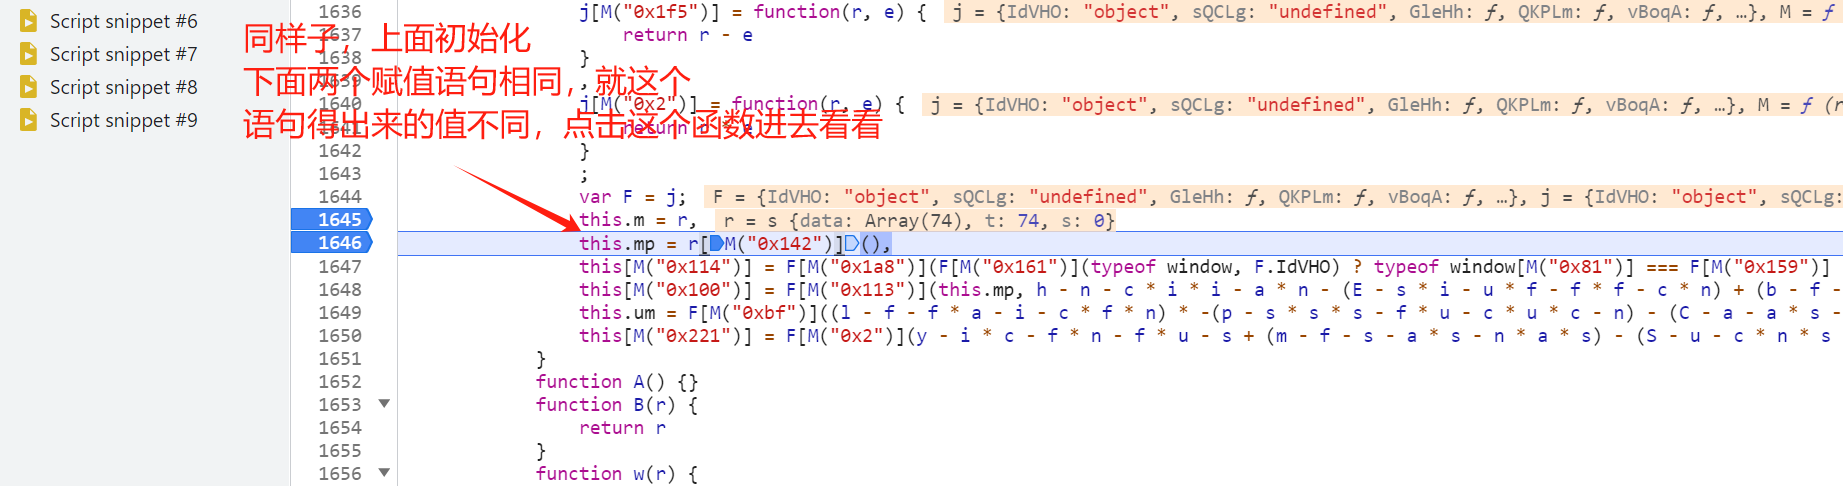 Script snippet #6
Script snippet #7
Script snippet #8
Script snippet #9
同样子，上面初始化
下面两个赋值语句相同，就这个
语句得出来的值不同，点击这个函数进去看看
1636 j[M("0x1f5")] = function(r, e) { j = {IdVHO: "object", sQCLg: "undefined", GleHh: ƒ, QKPLm: ƒ, vBoqA: ƒ, …}, M = ƒ
1637 return r - e
1638 }
1639 ,
1640 j[M("0x2")] = function(r, e) { j = {IdVHO: "object", sQCLg: "undefined", GleHh: ƒ, QKPLm: ƒ, vBoqA: ƒ, …}, M = ƒ (r
1641 return r * e
1642 }
1643 ;
1644 var F = j; F = {IdVHO: "object", sQCLg: "undefined", GleHh: ƒ, QKPLm: ƒ, vBoqA: ƒ, …}, j = {IdVHO: "object", sQCLg:
1645 this.m = r, r = s {data: Array(74), t: 74, s: 0}
1646 this.mp = r[M("0x142")](),
1647 this[M("0x114")] = F[M("0x1a8")](F[M("0x161")](typeof window, F.IdVHO) ? typeof window[M("0x81")] === F[M("0x159")]
1648 this[M("0x100")] = F[M("0x113")](this.mp, h - n - c * i * i - a * n - (E - s * i - u * f - f * f - c * n) + (b - f -
1649 this.um = F[M("0xbf")]((l - f - f * a - i - c * f * n) * -(p - s * s * s - f * u - c * u * c - n) - (C - a - a * s -
1650 this[M("0x221")] = F[M("0x2")](y - i * c - f * n - f * u - s + (m - f - s - a * s - n * a * s) - (S - u - c * n * s
1651 }
1652 function A() {}
1653 function B(r) {
1654 return r
1655 }
1656 function w(r) {